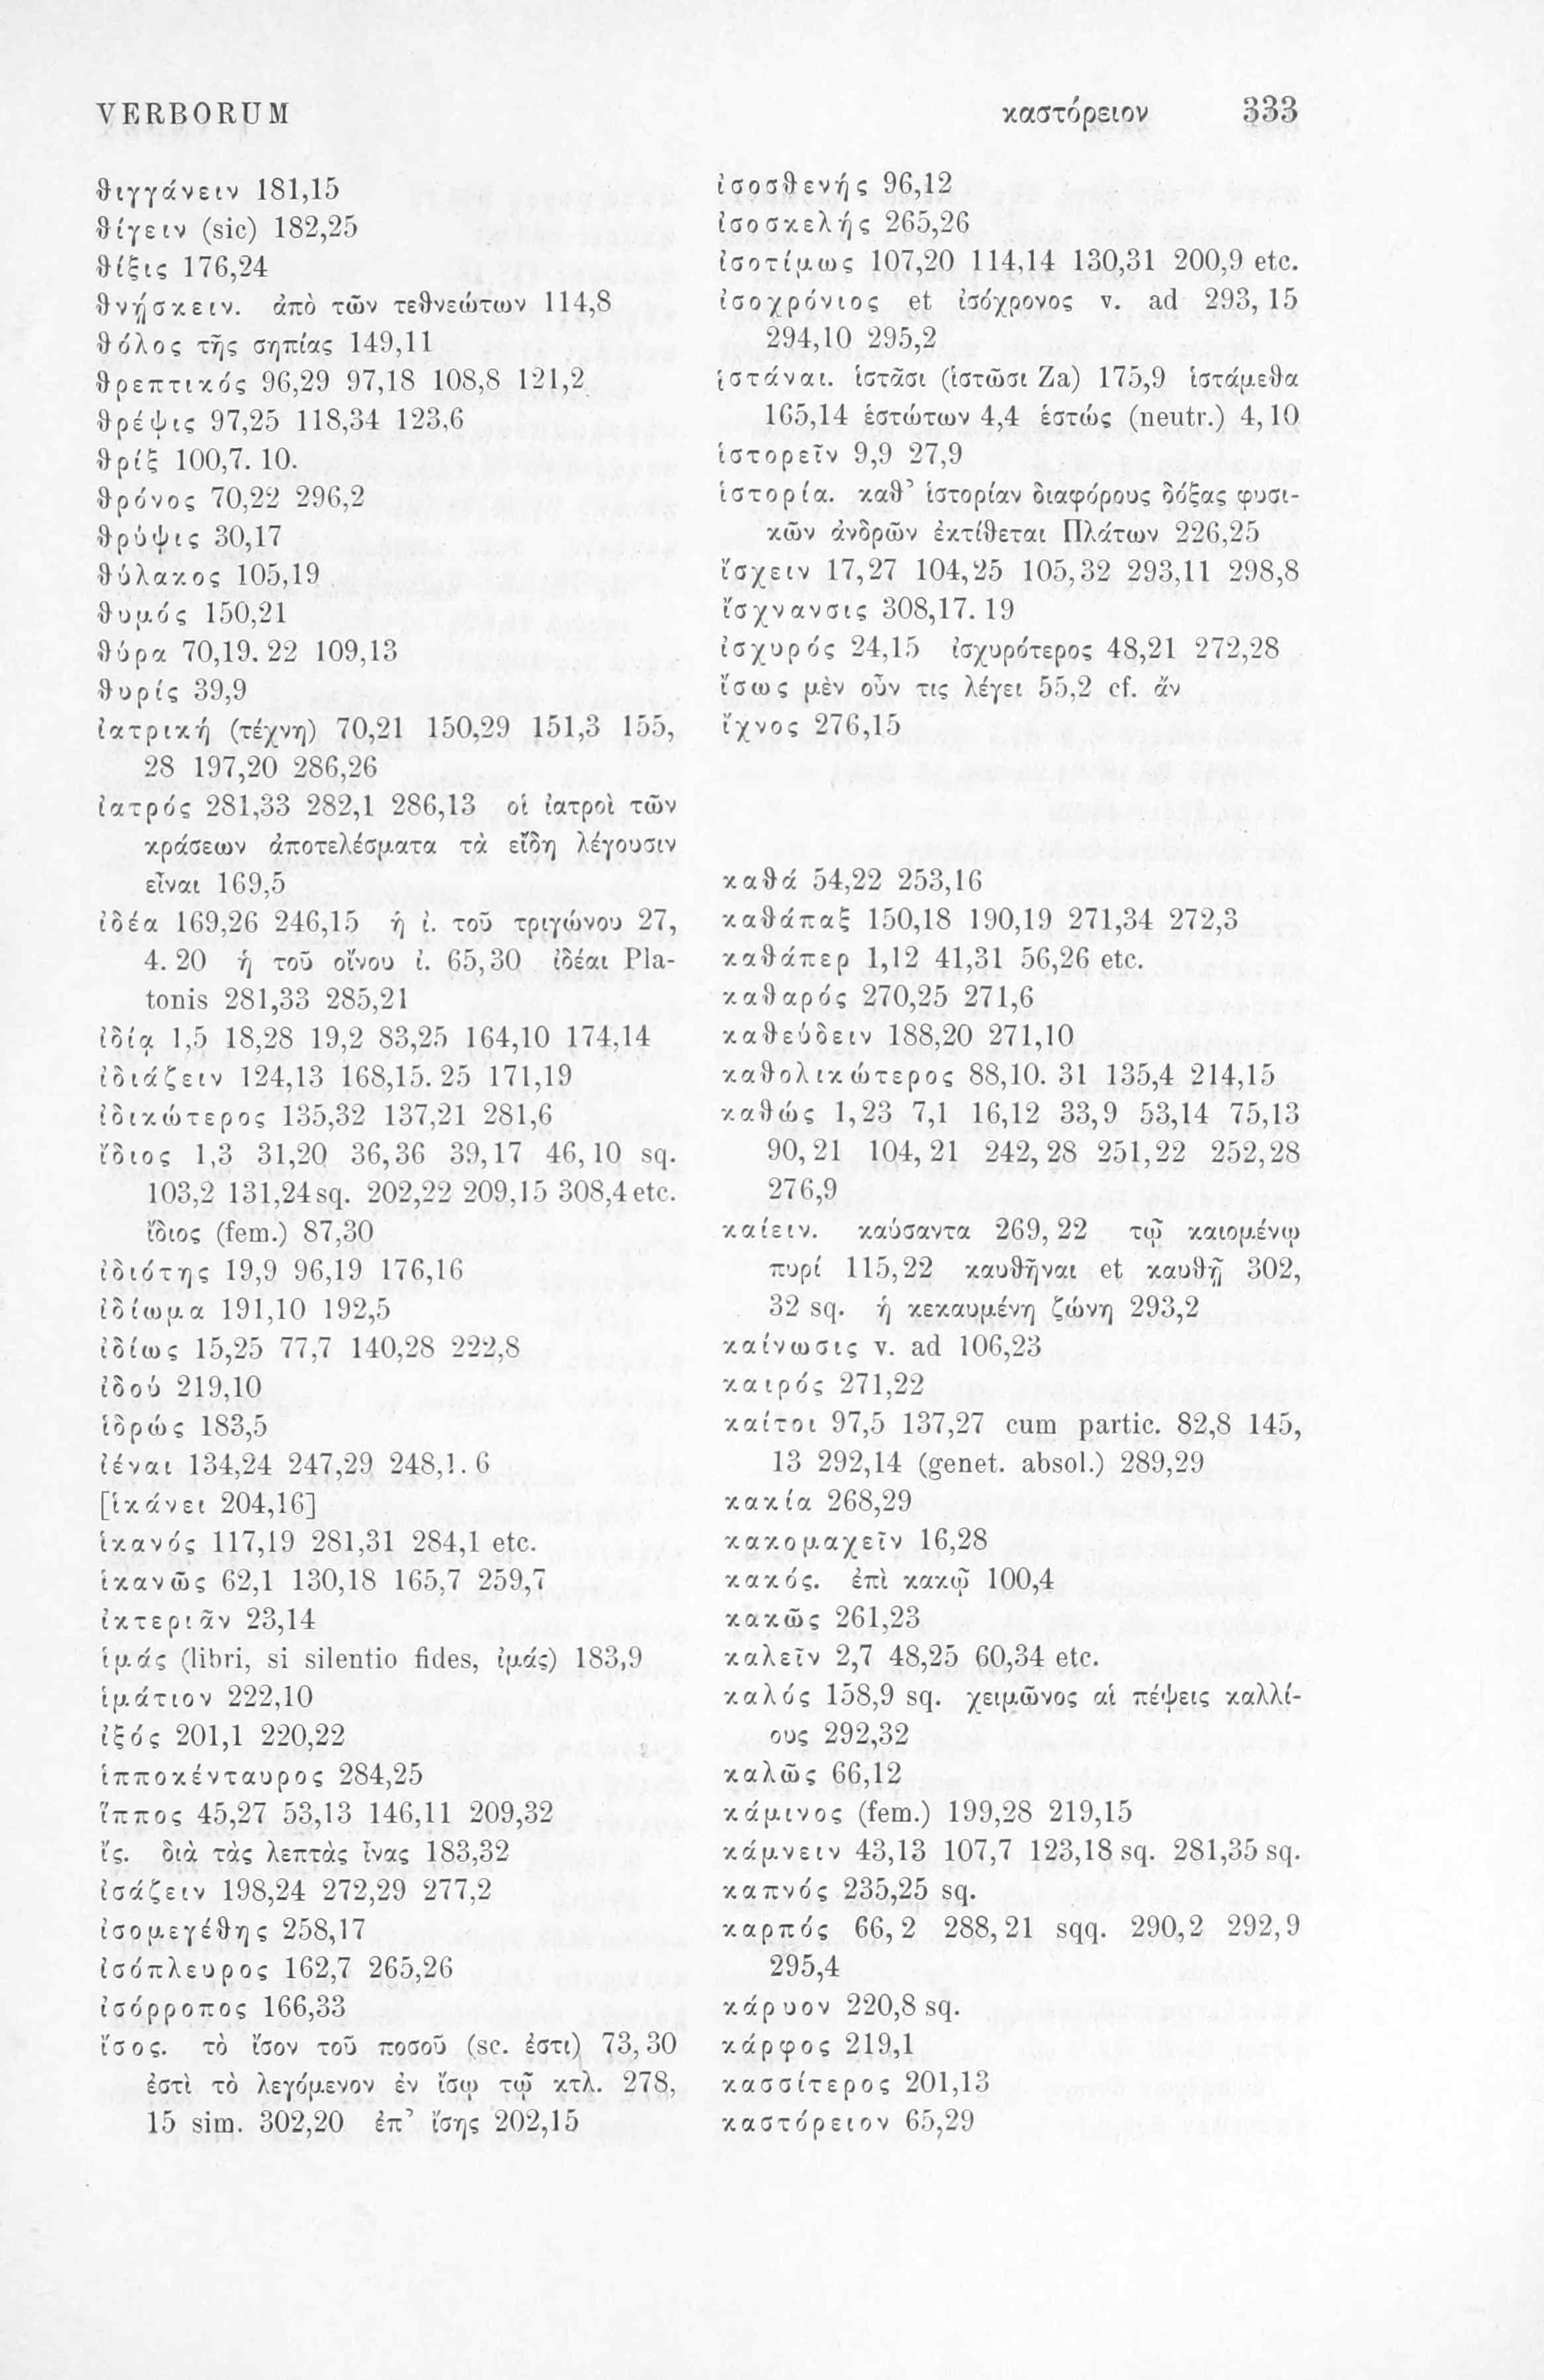 VERBORUM καστόρειον 333
θιγγάνειν 181,15
θίγειν (sic) 182,25
θίξις 176,24
θνῄσκειν. ἀπὸ τῶν τεθνεώτων 114,8
θόλος τῆς σηπίας 149,11
θρεπτικός 96,29 97,18 108,8 121,2
θρέψις 97,25 118,34 123,6
θρίξ 100,7. 10.
θρόνος 70,22 296,2
θρύψις 30,17
θύλακος 105,19
θυμός 150,21
θύρα 70,19. 22 109,13
θυρίς 39,9
ἰατρική (τέχνη) 70,21 150,29 151,3 155,
28 197,20 286,26
ἰατρός 281,33 282,1 286,13 οἱ ἰατροὶ τῶν
κράσεων ἀποτελέσματα τὰ εἴδη λέγουσιν
εἶναι 169,5
ἰδέα 169,26 246,15 ἡ ἰ. τοῦ τριγώνου 27,
4. 20 ἡ τοῦ οἴνου ἰ. 65,30 ἰδέαι Pla-
tonis 281,33 285,21
ἰδίᾳ 1,5 18,28 19,2 83,25 164,10 174,14
ἰδιάζειν 124,13 168,15. 25 171,19
ἰδικώτερος 135,32 137,21 281,6
ἴδιος 1,3 31,20 36,36 39,17 46,10 sq.
103,2 131,24 sq. 202,22 209,15 308,4 etc.
ἴδιος (fem.) 87,30
ἰδιότης 19,9 96,19 176,16
ἰδίωμα 191,10 192,5
ἰδίως 15,25 77,7 140,28 222,8
ἰδού 219,10
ἱδρώς 183,5
ἰέναι 134,24 247,29 248,1. 6
[ἱκάνει 204,16]
ἱκανός 117,19 281,31 284,1 etc.
ἱκανῶς 62,1 130,18 165,7 259,7
ἰκτεριᾶν 23,14
ἱμάς (libri, si silentio fides, ἰμάς) 183,9
ἱμάτιον 222,10
ἰξός 201,1 220,22
ἱπποκένταυρος 284,25
ἵππος 45,27 53,13 146,11 209,32
ἴς. διὰ τὰς λεπτὰς ἶνας 183,32
ἰσάζειν 198,24 272,29 277,2
ἰσομεγέθης 258,17
ἰσόπλευρος 162,7 265,26
ἰσόρροπος 166,33
ἴσος. τὸ ἴσον τοῦ ποσοῦ (sc. ἐστι) 73,30
ἐστὶ τὸ λεγόμενον ἐν ἴσῳ τῷ κτλ. 278,
15 sim. 302,20 ἐπ’ ἴσης 202,15
ἰσοσθενής 96,12
ἰσοσκελής 265,26
ἰσοτίμως 107,20 114,14 130,31 200,9 etc.
ἰσοχρόνιος et ἰσόχρονος v. ad 293, 15
294,10 295,2
ἱστάναι. ἱστᾶσι (ἱστῶσι Za) 175,9 ἱστάμεθα
165,14 ἑστώτων 4,4 ἑστώς (neutr.) 4,10
ἱστορεῖν 9,9 27,9
ἱστορία. καθ’ ἱστορίαν διαφόρους δόξας φυσι-
κῶν ἀνδρῶν ἐκτίθεται Πλάτων 226,25
ἴσχειν 17,27 104,25 105,32 293,11 298,8
ἴσχνανσις 308,17. 19
ἰσχυρός 24,15 ἰσχυρότερος 48,21 272,28
ἴσως μὲν οὖν τις λέγει 55,2 cf. ἄν
ἴχνος 276,15
καθά 54,22 253,16
καθάπαξ 150,18 190,19 271,34 272,3
καθάπερ 1,12 41,31 56,26 etc.
καθαρός 270,25 271,6
καθεύδειν 188,20 271,10
καθολικώτερος 88,10. 31 135,4 214,15
καθώς 1,23 7,1 16,12 33,9 53,14 75,13
90,21 104,21 242,28 251,22 252,28
276,9
καίειν. καύσαντα 269,22 τῷ καιομένῳ
πυρί 115,22 καυθῆναι et καυθῇ 302,
32 sq. ἡ κεκαυμένη ζώνη 293,2
καίνωσις v. ad 106,23
καιρός 271,22
καίτοι 97,5 137,27 cum partic. 82,8 145,
13 292,14 (genet. absol.) 289,29
κακία 268,29
κακομαχεῖν 16,28
κακός. ἐπὶ κακῷ 100,4
κακῶς 261,23
καλεῖν 2,7 48,25 60,34 etc.
καλός 158,9 sq. χειμῶνος αἱ πέψεις καλλί-
ους 292,32
καλῶς 66,12
κάμινος (fem.) 199,28 219,15
κάμνειν 43,13 107,7 123,18 sq. 281,35 sq.
καπνός 235,25 sq.
καρπός 66,2 288,21 sqq. 290,2 292,9
295,4
κάρυον 220,8 sq.
κάρφος 219,1
κασσίτερος 201,13
καστόρειον 65,29